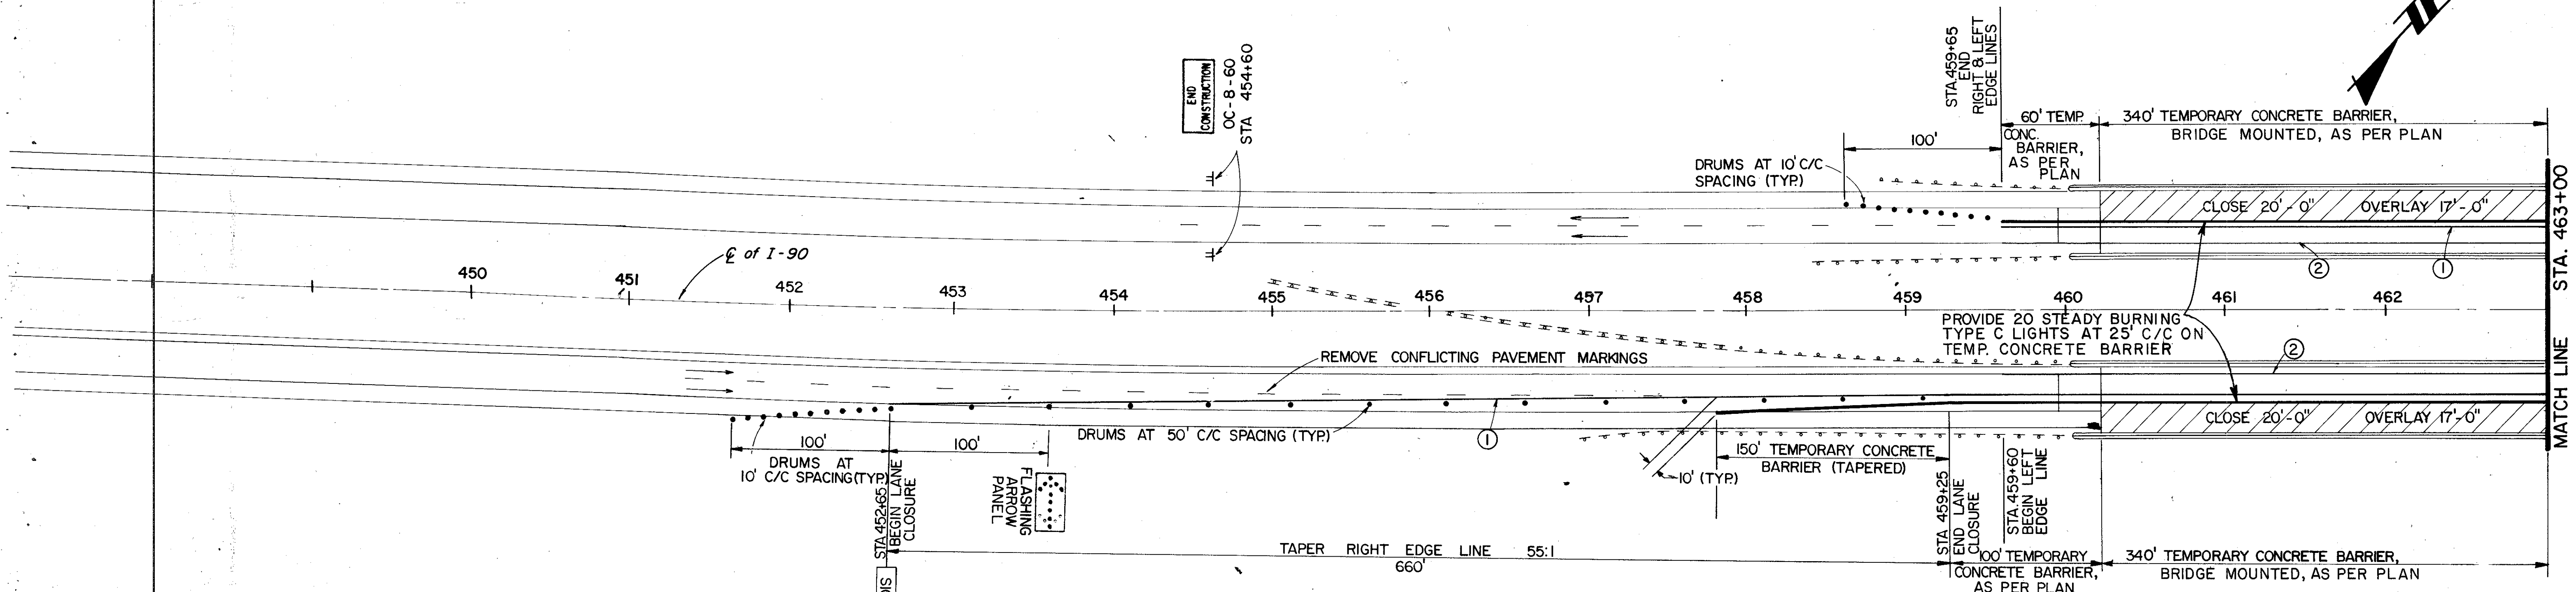 END
CONSTRUCTION
OC-8-60
STA 454+60
STA. 459+65
END
RIGHT & LEFT
EDGE LINES
60' TEMP.
CONC.
BARRIER,
AS PER
PLAN
340' TEMPORARY CONCRETE BARRIER,
BRIDGE MOUNTED, AS PER PLAN
100'
DRUMS AT 10' C/C
SPACING (TYP.)
CLOSE 20'-0" OVERLAY 17'-0"
℄ of I-90
2
1
450 451 452 453 454 455 456 457 458 459 460 461 462
PROVIDE 20 STEADY BURNING
TYPE C LIGHTS AT 25' C/C ON
TEMP. CONCRETE BARRIER
2
REMOVE CONFLICTING PAVEMENT MARKINGS
MATCH LINE STA. 463+00
CLOSE 20'-0" OVERLAY 17'-0"
100'
DRUMS AT
10' C/C SPACING (TYP.)
100'
DRUMS AT 50' C/C SPACING (TYP.)
1
FLASHING
ARROW
PANEL
10' (TYP.)
150' TEMPORARY CONCRETE
BARRIER (TAPERED)
STA 452+65
BEGIN LANE
CLOSURE
STA 459+25
END LANE
CLOSURE
STA. 459+60
BEGIN LEFT
EDGE LINE
TAPER RIGHT EDGE LINE 55:1
660'
100' TEMPORARY
CONCRETE BARRIER,
AS PER PLAN
340' TEMPORARY CONCRETE BARRIER,
BRIDGE MOUNTED, AS PER PLAN